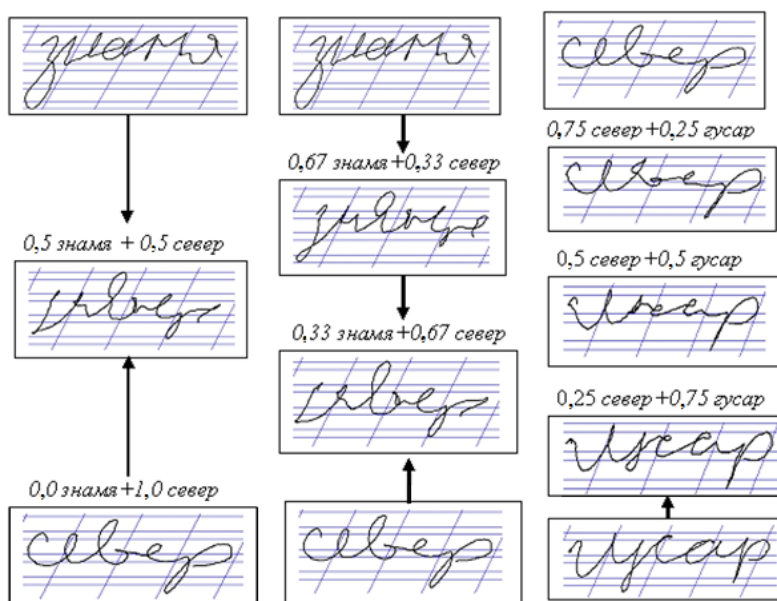 знамя
0,5 знамя + 0,5 север
0,0 знамя+1,0 север
север
знамя
0,67 знамя+0,33 север
0,33 знамя+0,67 север
север
север
0,75 север+0,25 гусар
0,5 север+0,5 гусар
0,25 север+0,75 гусар
гусар